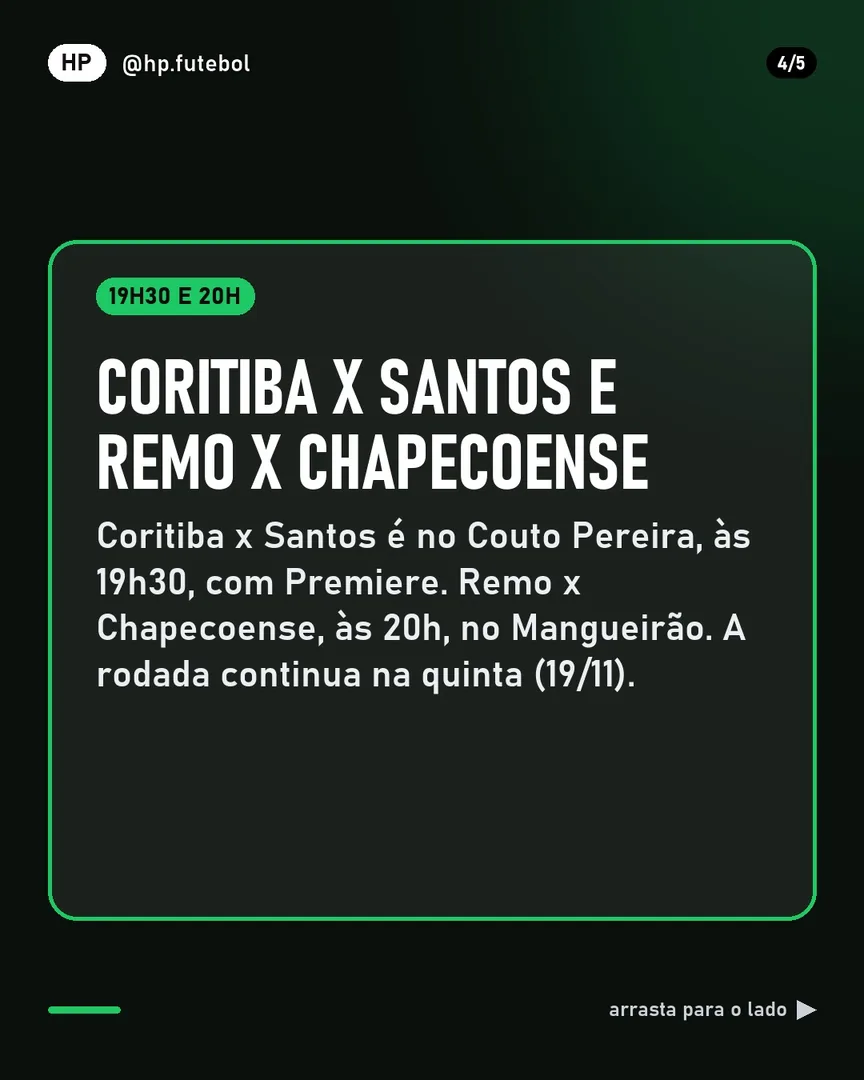 HP @hp.futebol
4/5
19H30 E 20H
CORITIBA X SANTOS E
REMO X CHAPECOENSE
Coritiba x Santos é no Couto Pereira, às
19h30, com Premiere. Remo x
Chapecoense, às 20h, no Mangueirão. A
rodada continua na quinta (19/11).
arrasta para o lado ▶